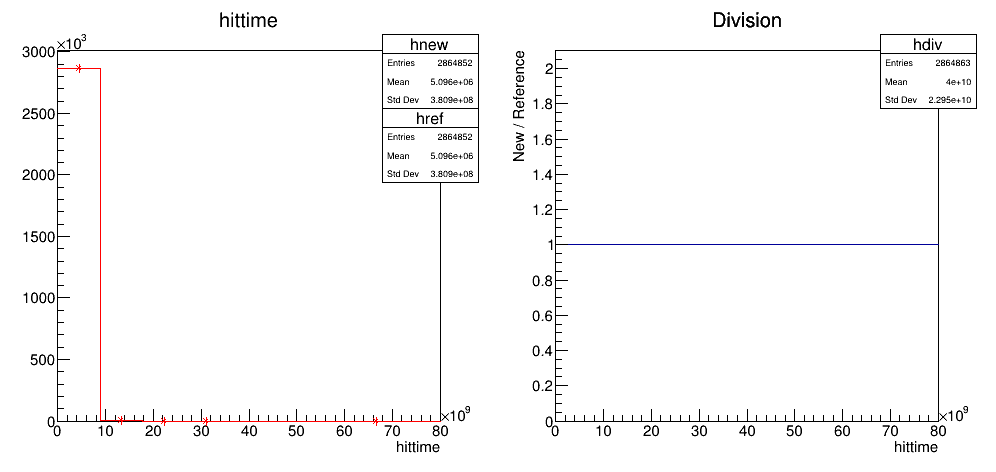 hittime
×10³
3000
2500
2000
1500
1000
500
0
0 10 20 30 40 50 60 70 80
×10⁹
hittime
hnew
Entries 2864852
Mean 5.096e+06
Std Dev 3.809e+08
href
Entries 2864852
Mean 5.096e+06
Std Dev 3.809e+08
Division
New / Reference
2
1.8
1.6
1.4
1.2
1
0.8
0.6
0.4
0.2
0
0 10 20 30 40 50 60 70 80
×10⁹
hittime
hdiv
Entries 2864863
Mean 4e+10
Std Dev 2.295e+10